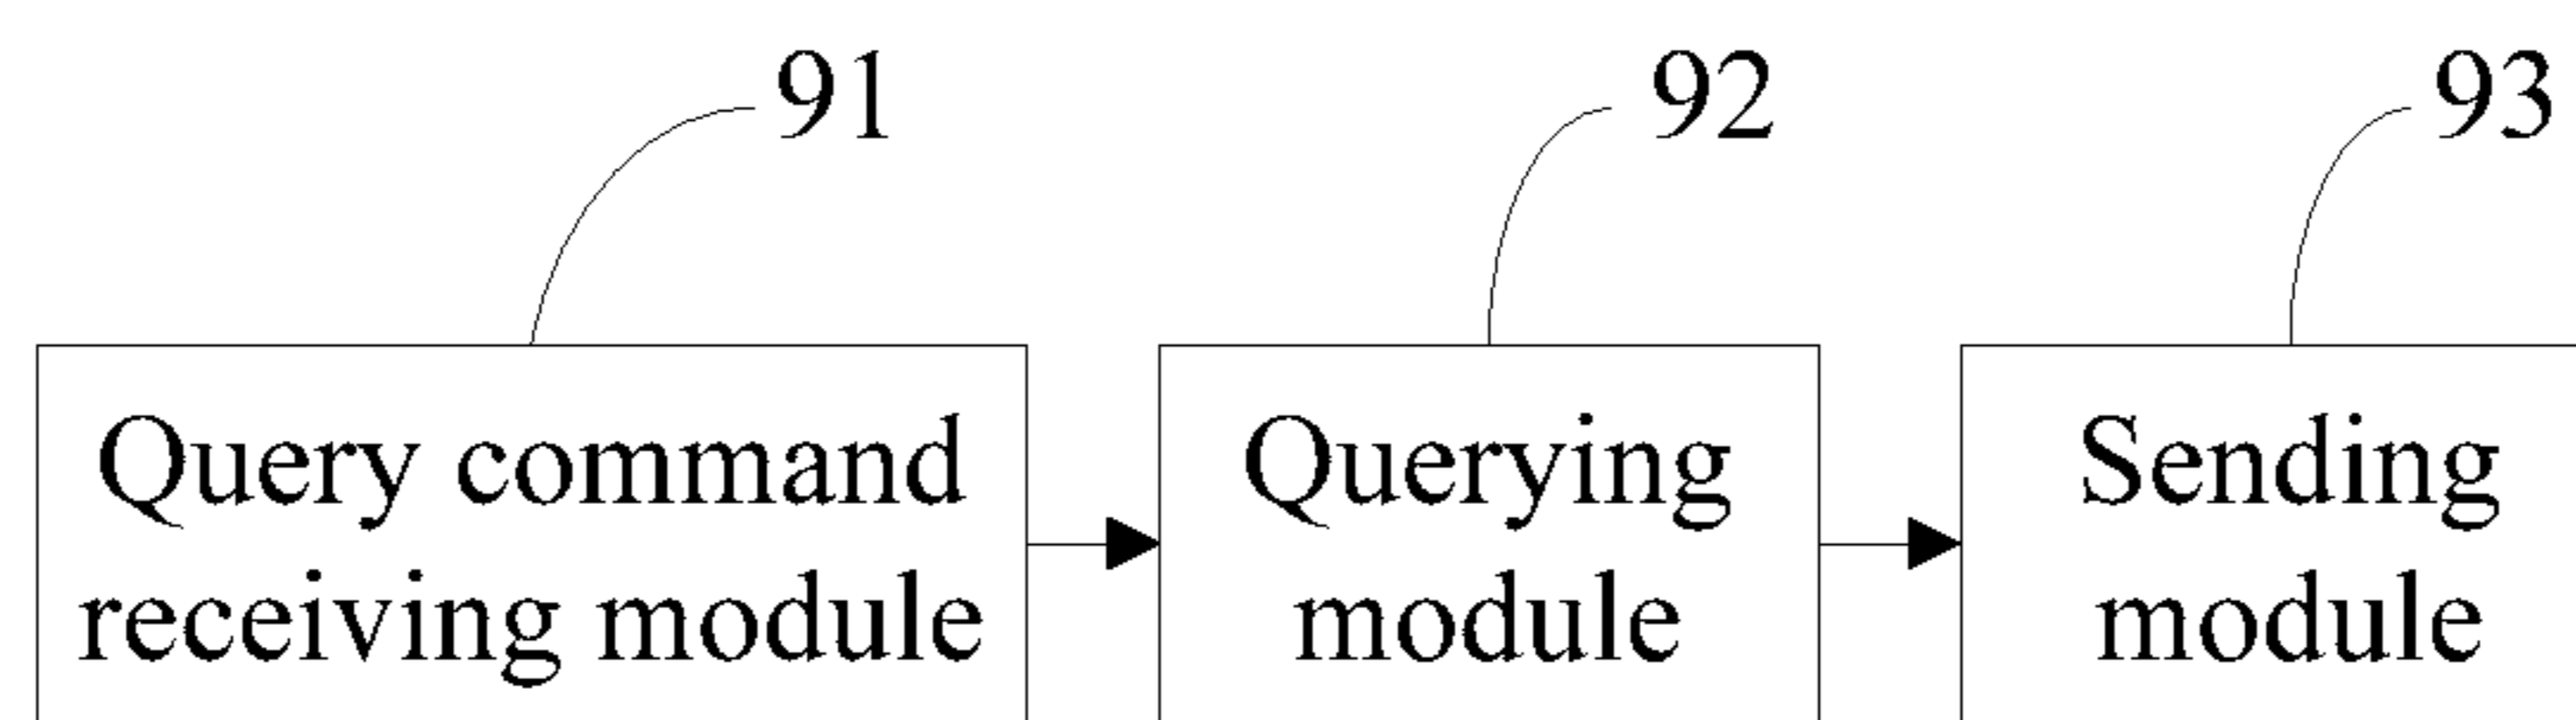 91
92
93
Query command
receiving module
Querying
module
Sending
module